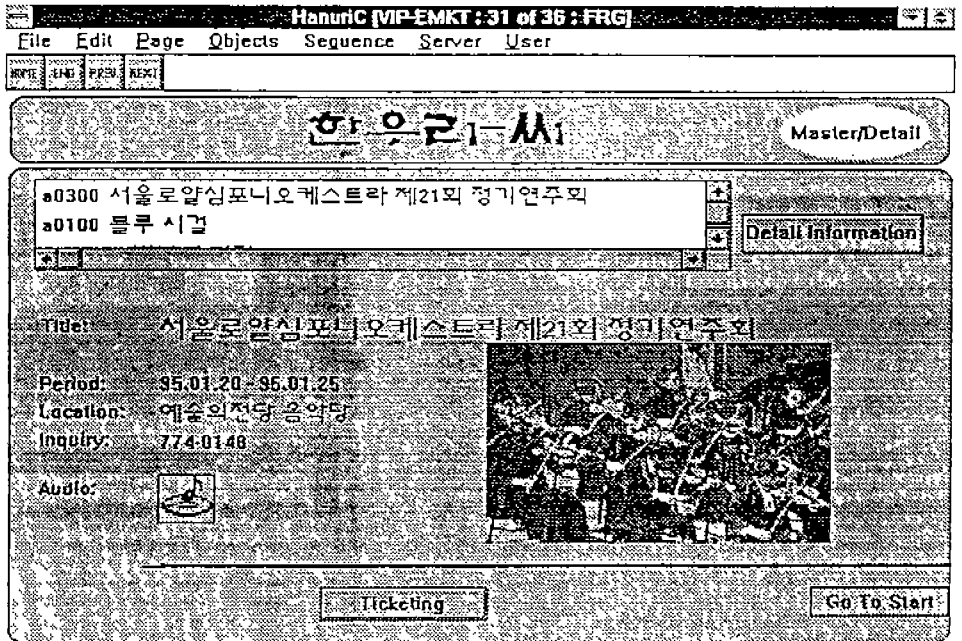 HanuriC [VIP-EMKT : 31 of 36 : FRG]
File Edit Page Objects Sequence Server User
HOME END PREV. NEXT
Master/Detail
a0300 서울로얄심포니오케스트라 제21회 정기연주회
a0100 블루 시걸
Detail Information
Title: 서울로얄심포니오케스트라 제21회 정기연주회
Period: 95.01.20 - 95.01.25
Location: 예술의전당 음악당
Inquiry: 774-0148
Audio:
Ticketing
Go To Start